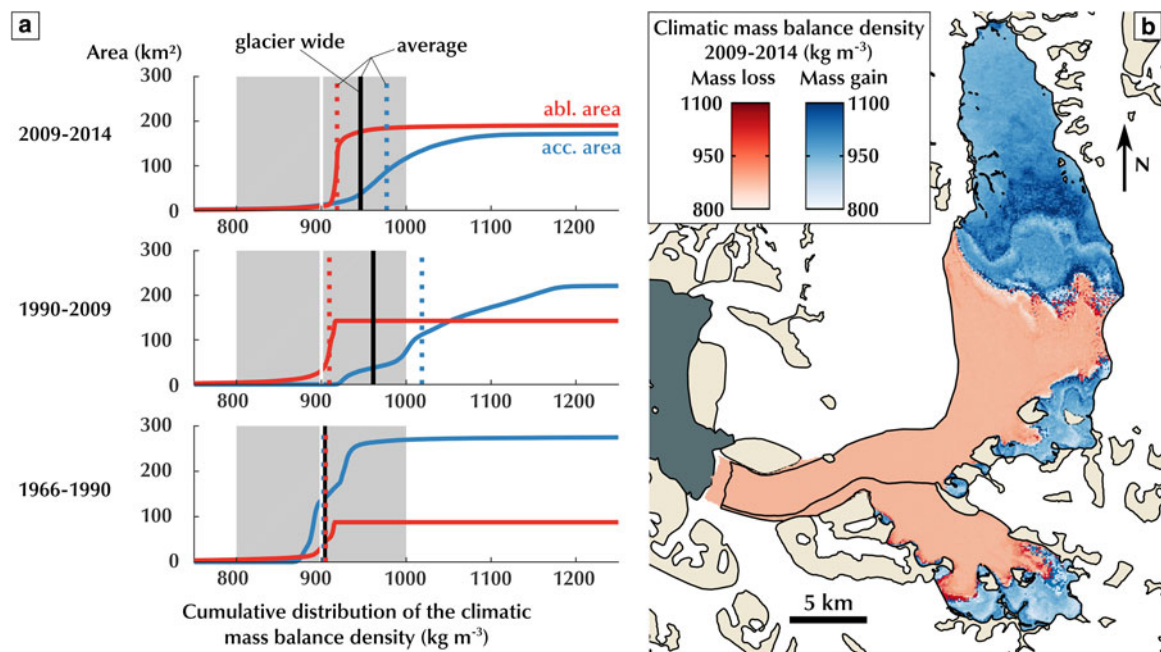 a
Area (km²)
glacier wide
average
2009-2014
300
200
100
0
abl. area
acc. area
800 900 1000 1100 1200
1990-2009
300
200
100
0
800 900 1000 1100 1200
1966-1990
300
200
100
0
800 900 1000 1100 1200
Cumulative distribution of the climatic
mass balance density (kg m⁻³)
b
Climatic mass balance density
2009-2014 (kg m⁻³)
Mass loss Mass gain
1100 1100
950 950
800 800
N
5 km